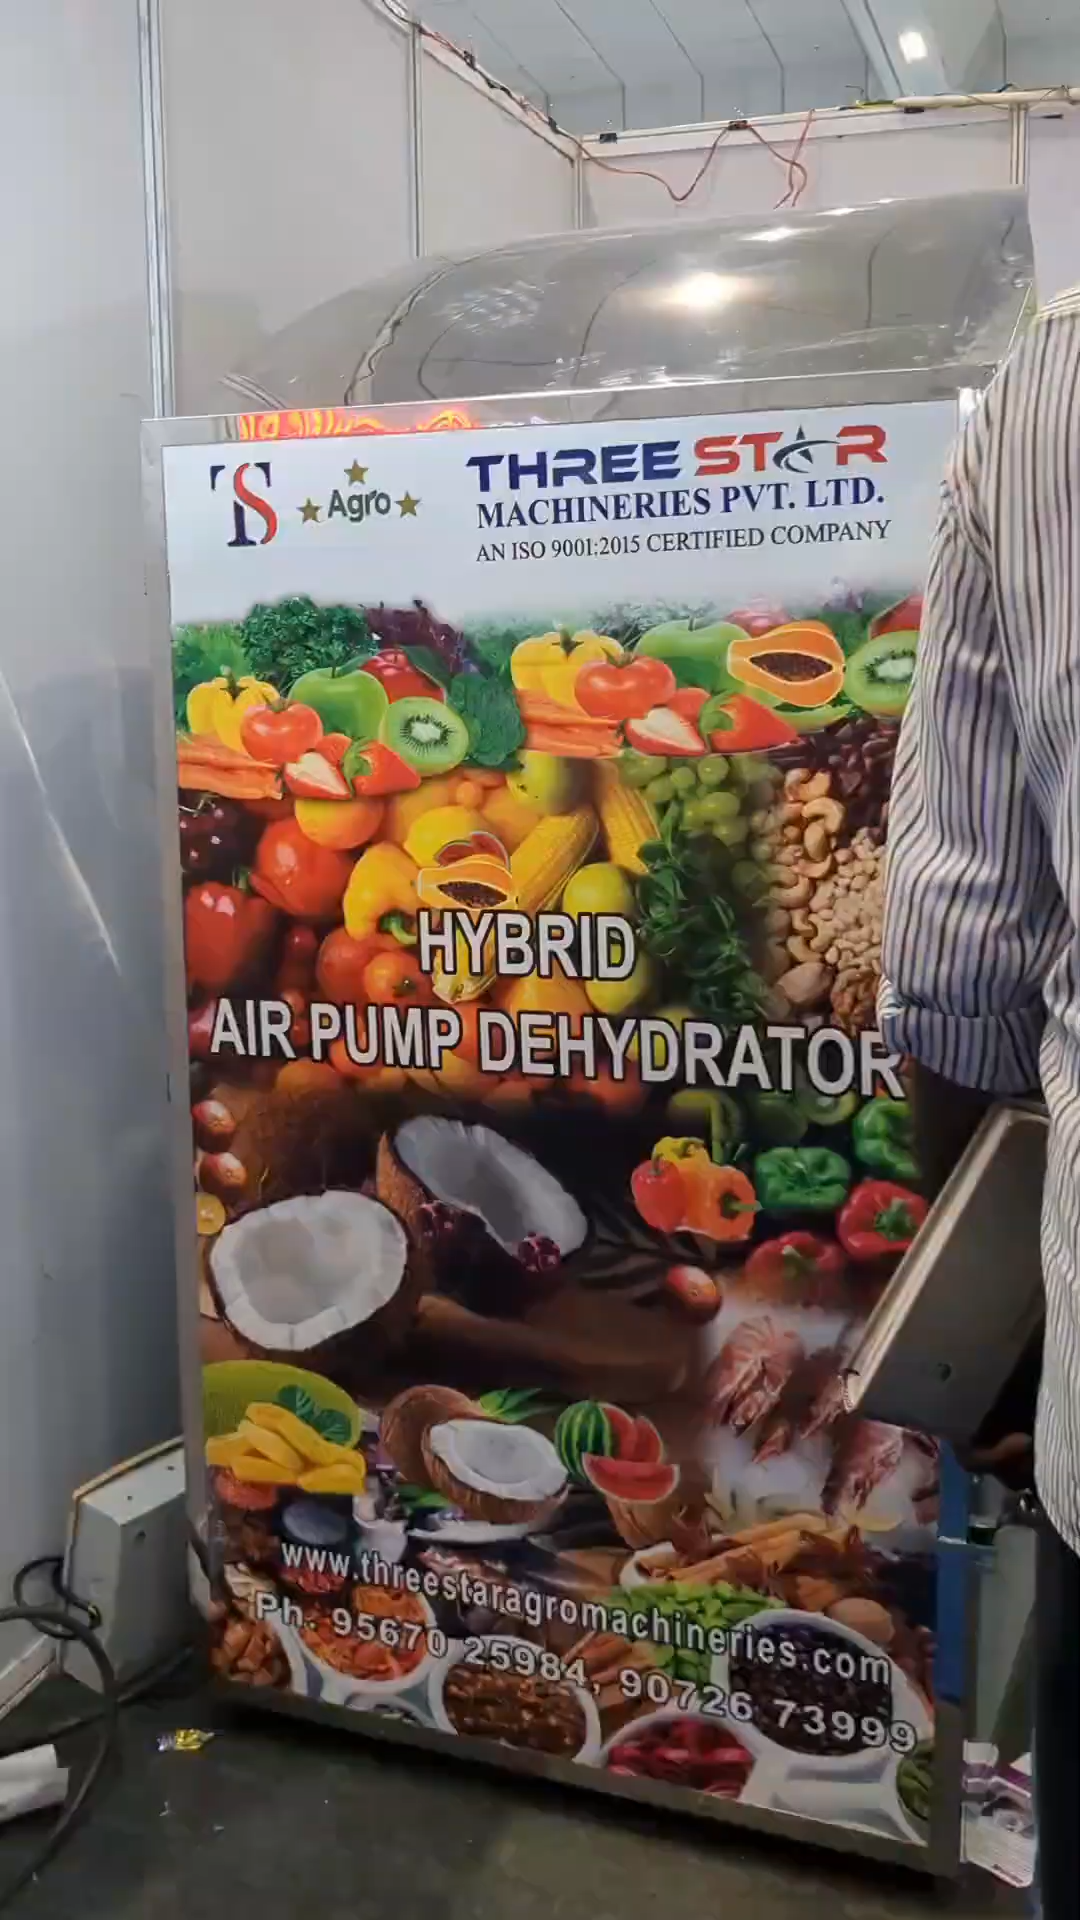 TS
Agro
THREE STAR
MACHINERIES PVT. LTD.
AN ISO 9001:2015 CERTIFIED COMPANY
HYBRID
AIR PUMP DEHYDRATOR
www.threestaragromachineries.com
Ph. 95670 25984, 90726 73999